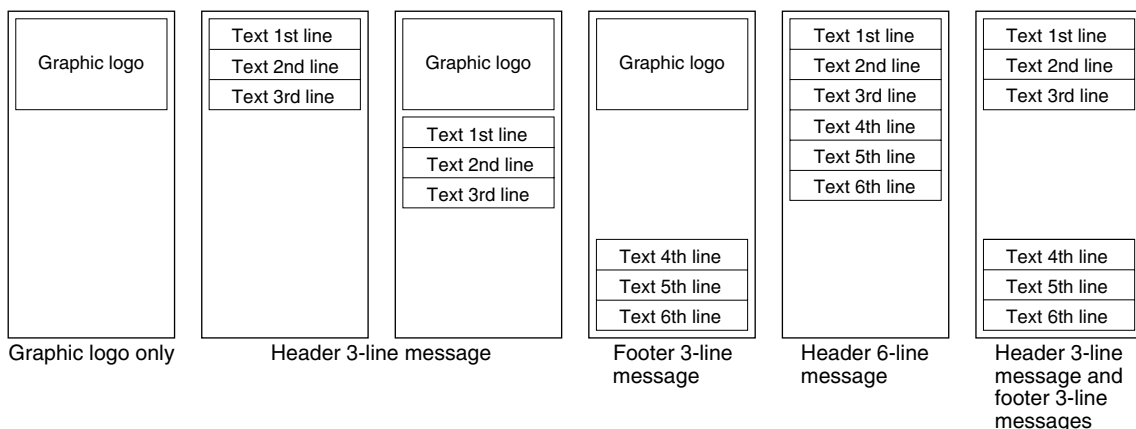 Graphic logo
Graphic logo only
Text 1st line
Text 2nd line
Text 3rd line
Graphic logo
Text 1st line
Text 2nd line
Text 3rd line
Header 3-line message
Graphic logo
Text 4th line
Text 5th line
Text 6th line
Footer 3-line
message
Text 1st line
Text 2nd line
Text 3rd line
Text 4th line
Text 5th line
Text 6th line
Header 6-line
message
Text 1st line
Text 2nd line
Text 3rd line
Text 4th line
Text 5th line
Text 6th line
Header 3-line
message and
footer 3-line
messages